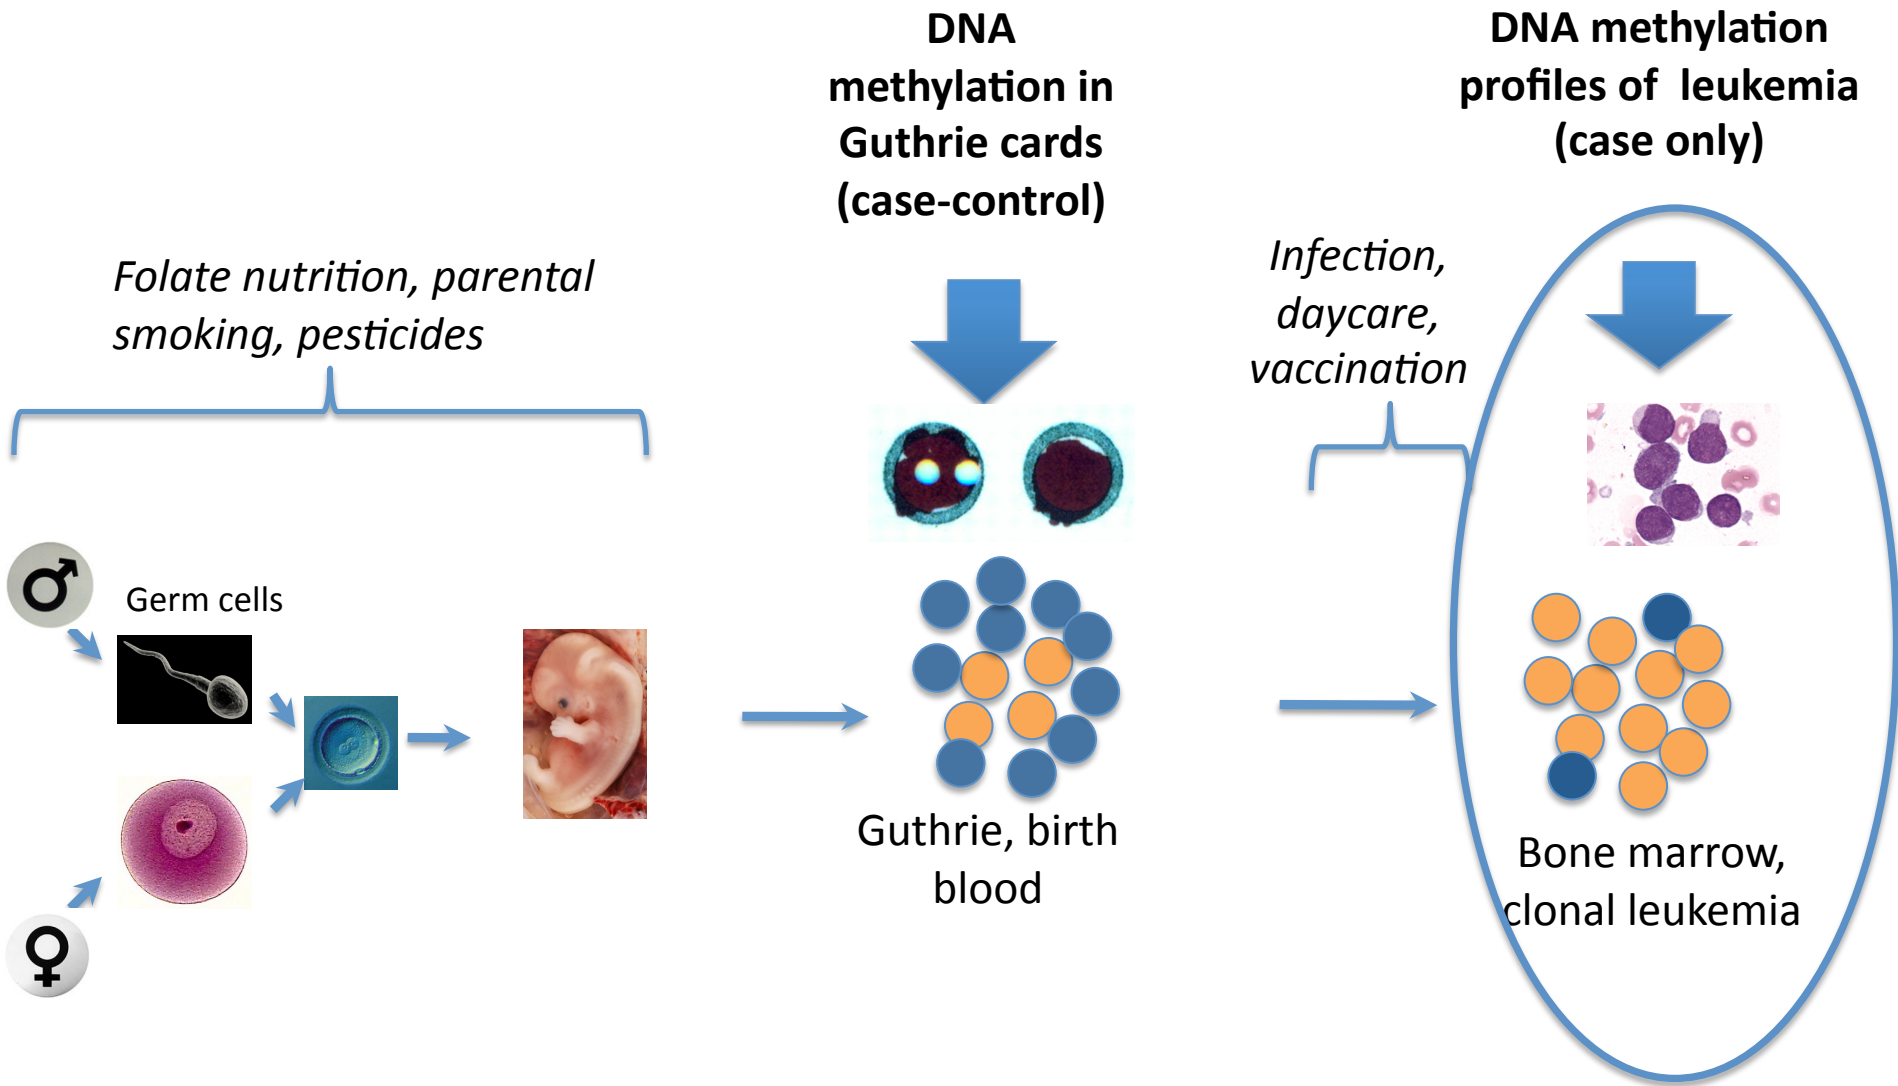 Folate nutrition, parental
smoking, pesticides
Germ cells
DNA
methylation in
Guthrie cards
(case-control)
Guthrie, birth
blood
Infection,
daycare,
vaccination
DNA methylation
profiles of leukemia
(case only)
Bone marrow,
clonal leukemia